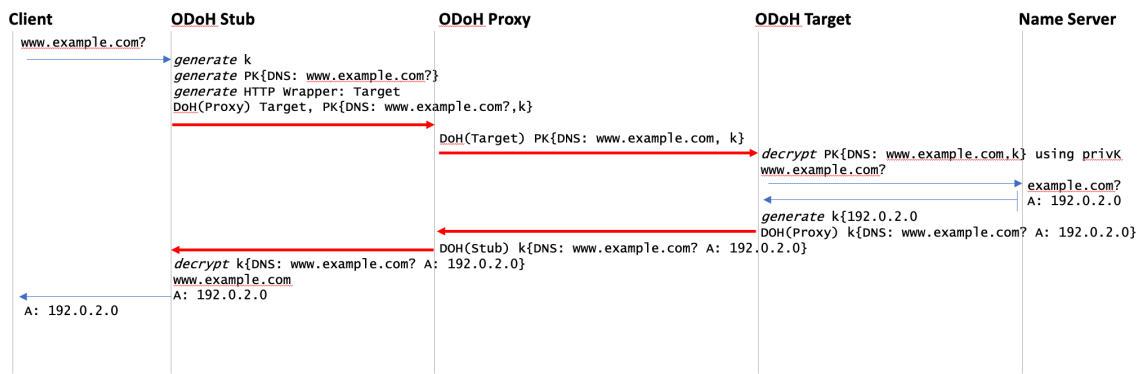 Client
ODoH Stub
ODoH Proxy
ODoH Target
Name Server
www.example.com?
generate k
generate PK{DNS: www.example.com?}
generate HTTP Wrapper: Target
DoH(Proxy) Target, PK{DNS: www.example.com?,k}
DoH(Target) PK{DNS: www.example.com, k}
decrypt PK{DNS: www.example.com,k} using privK
www.example.com?
example.com?
A: 192.0.2.0
generate k{192.0.2.0
DOH(Proxy) k{DNS: www.example.com? A: 192.0.2.0}
DOH(Stub) k{DNS: www.example.com? A: 192.0.2.0}
decrypt k{DNS: www.example.com? A: 192.0.2.0}
www.example.com
A: 192.0.2.0
A: 192.0.2.0